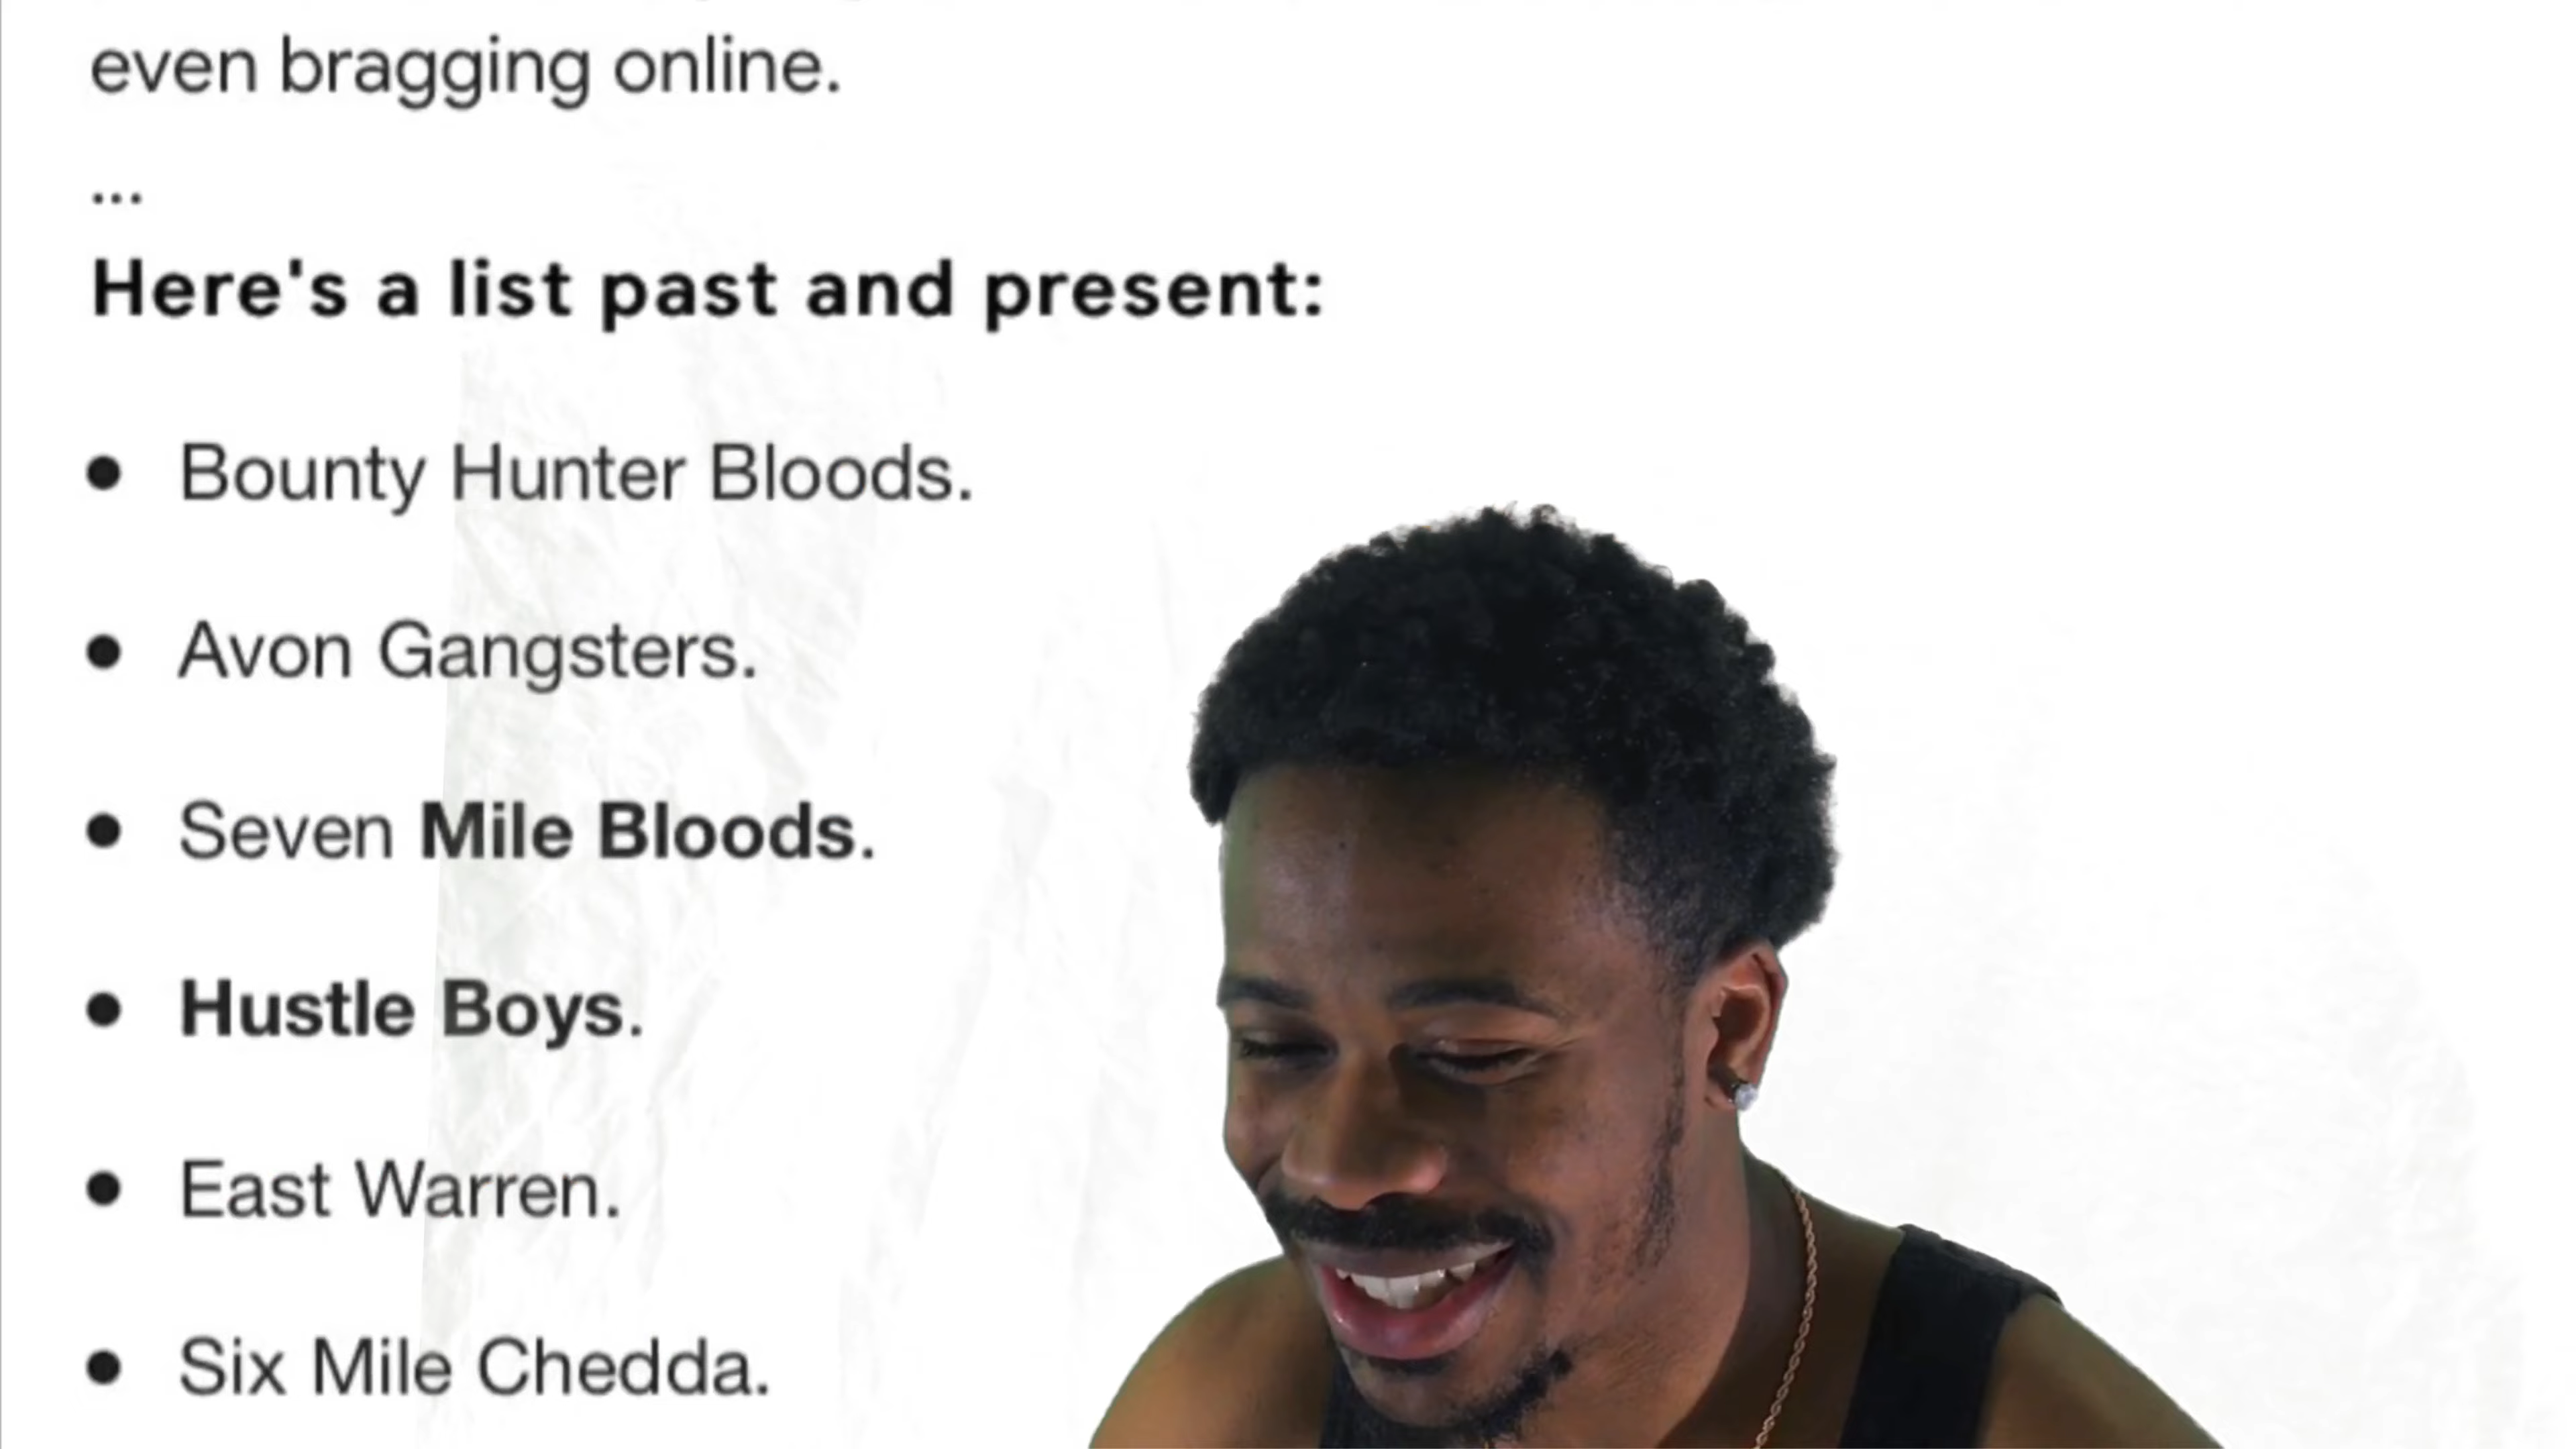 even bragging online.
...
Here's a list past and present:
● Bounty Hunter Bloods.
● Avon Gangsters.
● Seven Mile Bloods.
● Hustle Boys.
● East Warren.
● Six Mile Chedda.